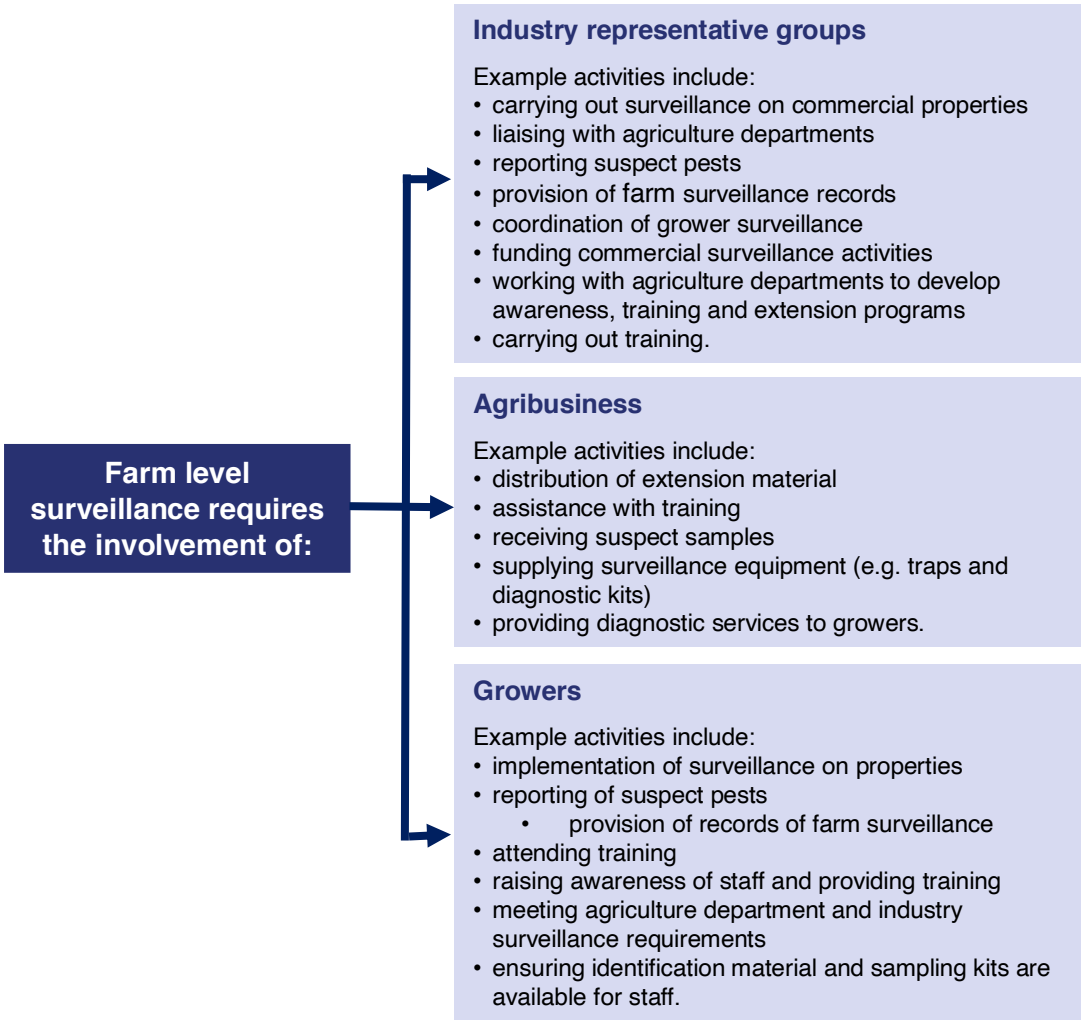 Industry representative groups
Example activities include:
• carrying out surveillance on commercial properties
• liaising with agriculture departments
• reporting suspect pests
• provision of farm surveillance records
• coordination of grower surveillance
• funding commercial surveillance activities
• working with agriculture departments to develop
awareness, training and extension programs
• carrying out training.
Farm level
surveillance requires
the involvement of:
Agribusiness
Example activities include:
• distribution of extension material
• assistance with training
• receiving suspect samples
• supplying surveillance equipment (e.g. traps and
diagnostic kits)
• providing diagnostic services to growers.
Growers
Example activities include:
• implementation of surveillance on properties
• reporting of suspect pests
• provision of records of farm surveillance
• attending training
• raising awareness of staff and providing training
• meeting agriculture department and industry
surveillance requirements
• ensuring identification material and sampling kits are
available for staff.